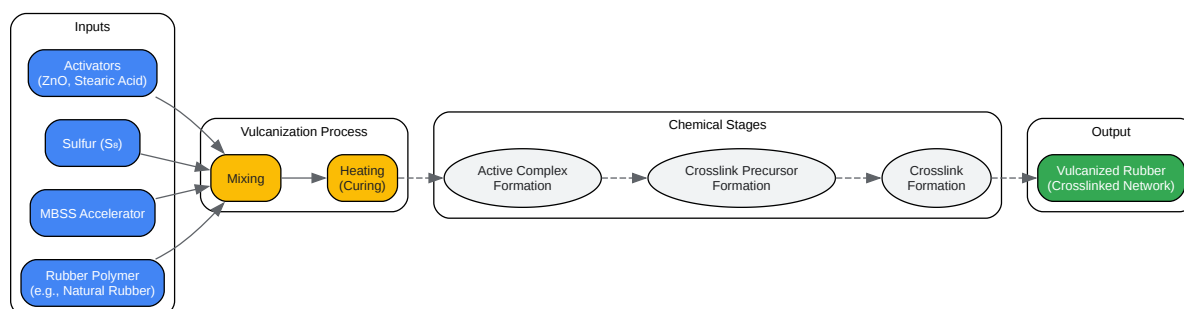 Inputs
Activators
(ZnO, Stearic Acid)
Sulfur (S₈)
MBSS Accelerator
Rubber Polymer
(e.g., Natural Rubber)
Vulcanization Process
Mixing
Heating
(Curing)
Chemical Stages
Active Complex
Formation
Crosslink Precursor
Formation
Crosslink
Formation
Output
Vulcanized Rubber
(Crosslinked Network)